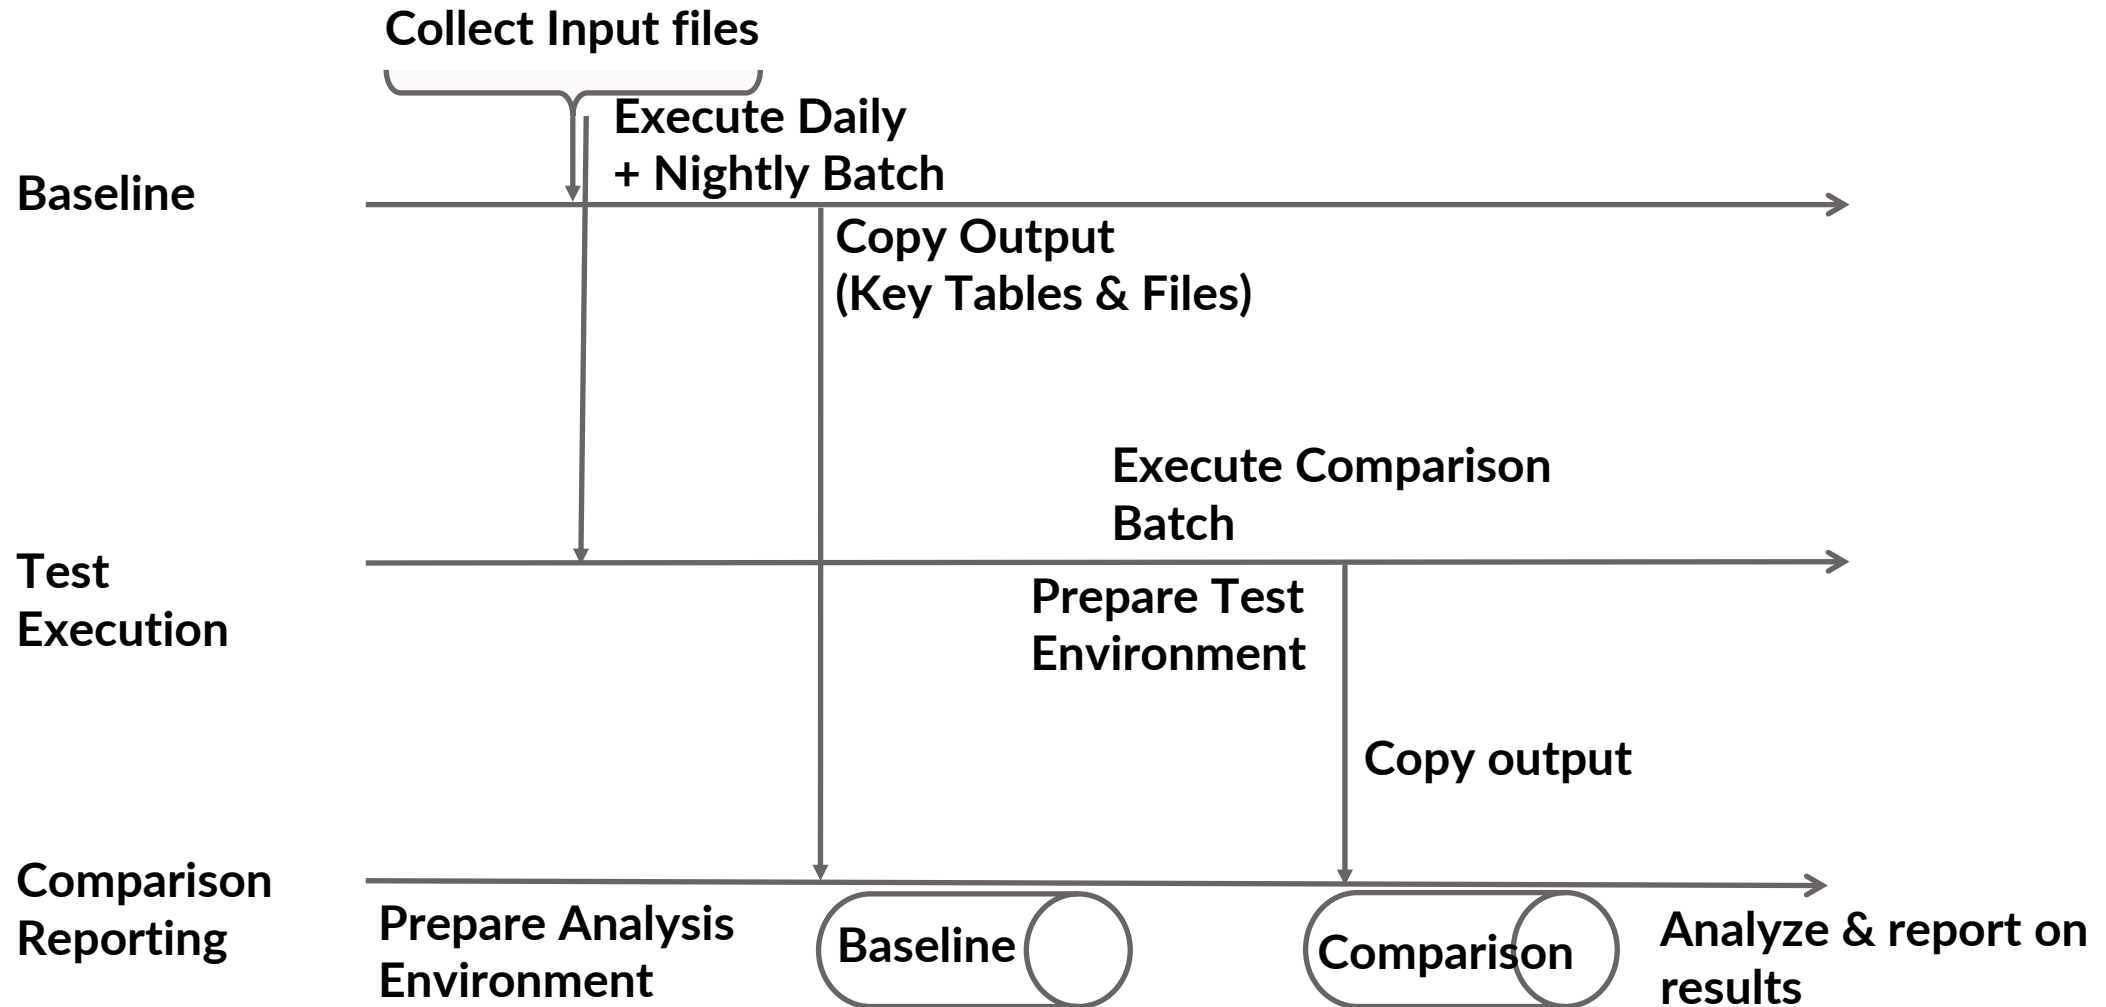 Collect Input files
Execute Daily
+ Nightly Batch
Baseline
Copy Output
(Key Tables & Files)
Execute Comparison
Batch
Test
Execution
Prepare Test
Environment
Copy output
Comparison
Reporting
Prepare Analysis
Environment
Baseline
Comparison
Analyze & report on
results